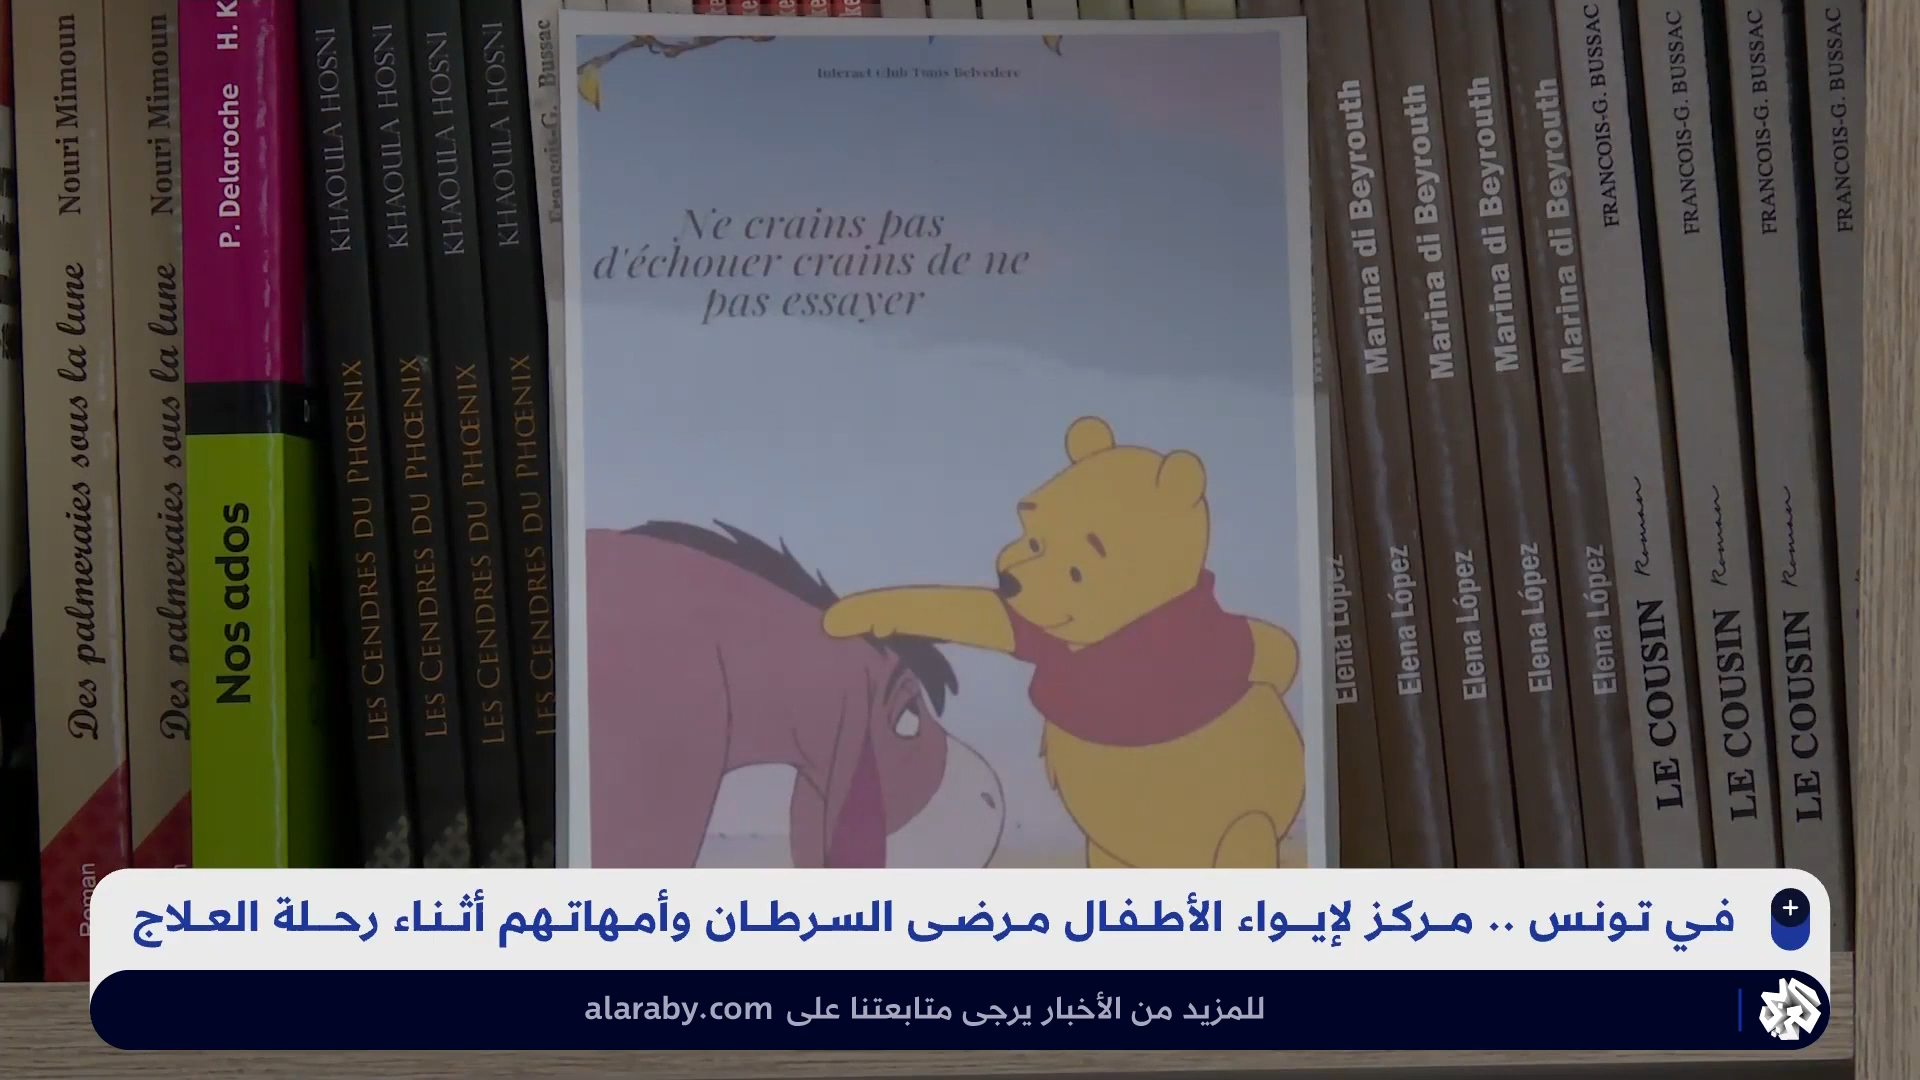 Nouri Mimoun
Des palmeraies sous la lune
Roman
Nouri Mimoun
Des palmeraies sous la lune
P. Delaroche
H. K
Nos ados
KHAOULA HOSNI
LES CENDRES DU PHŒNIX
KHAOULA HOSNI
LES CENDRES DU PHŒNIX
KHAOULA HOSNI
LES CENDRES DU PHŒNIX
KHAOULA HOSNI
LES CENDRES DU PHŒNIX
Francois-G. Bussac
Interact Club Tunis Belvedere
Ne crains pas
d'échouer crains de ne
pas essayer
Elena López
Marina di Beyrouth
Elena López
Marina di Beyrouth
Elena López
Marina di Beyrouth
Elena López
Marina di Beyrouth
Elena López
FRANCOIS-G. BUSSAC
LE COUSIN Roman
FRANCOIS-G. BUSSAC
LE COUSIN Roman
FRANCOIS-G. BUSSAC
LE COUSIN Roman
FRANCOIS-G. BUSSAC
في تونس .. مركز لإيواء الأطفال مرضى السرطان وأمهاتهم أثناء رحلة العلاج
للمزيد من الأخبار يرجى متابعتنا على alaraby.com